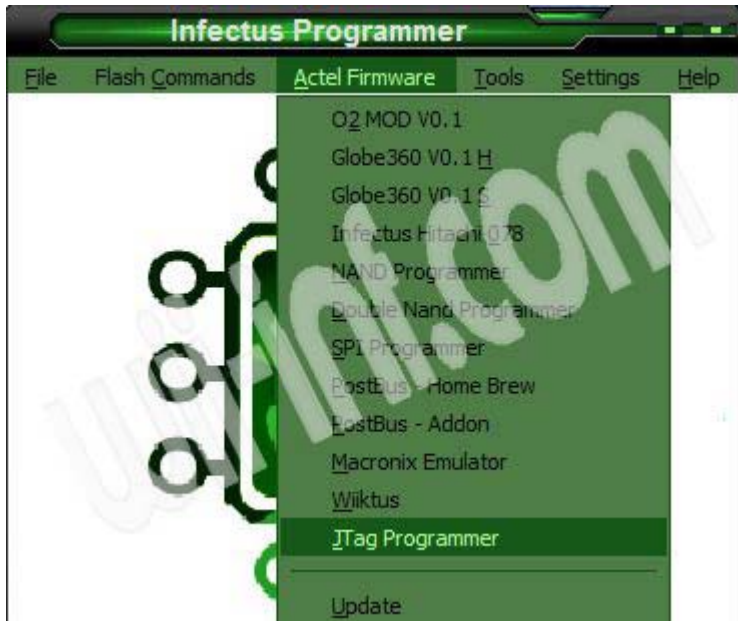 Infectus Programmer
File Flash Commands Actel Firmware Tools Settings Help
O2 MOD V0.1
Globe360 V0.1 H
Globe360 V0.1 S
Infectus Hitachi 078
NAND Programmer
Double Nand Programmer
SPI Programmer
PostBus - Home Brew
PostBus - Addon
Macronix Emulator
Wiiktus
JTag Programmer
Update